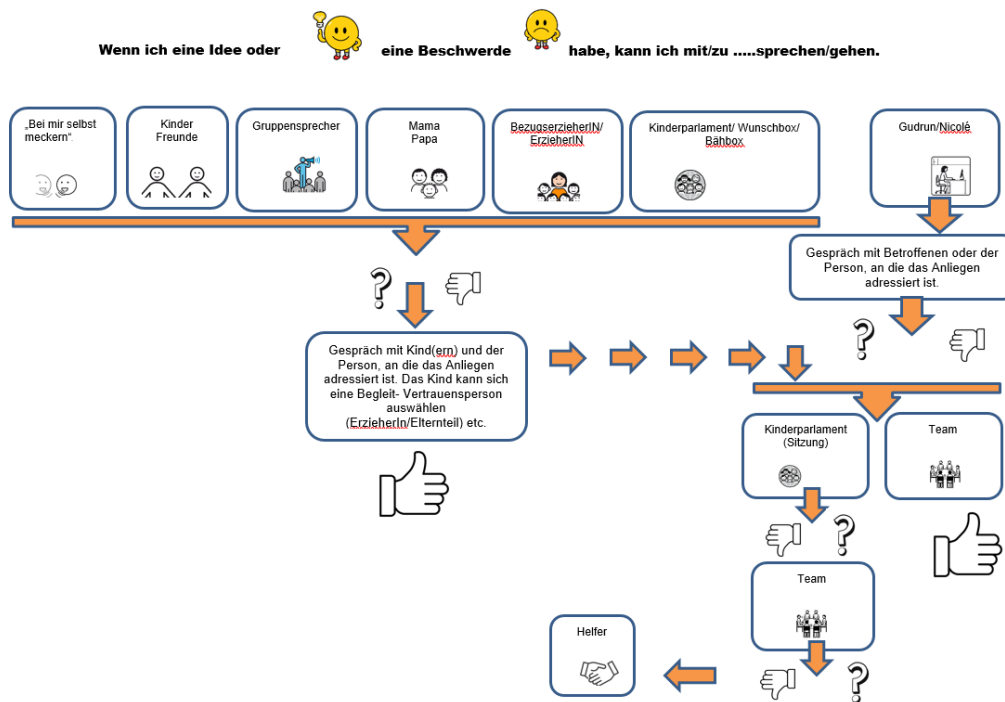 Wenn ich eine Idee oder eine Beschwerde habe, kann ich mit/zu .....sprechen/gehen.
„Bei mir selbst
meckern“.
Kinder
Freunde
Gruppensprecher
Mama
Papa
BezugserzieherIN/
ErzieherIN
Kinderparlament/ Wunschbox/
Bähbox
Gudrun/Nicolé
Gespräch mit Betroffenen oder der
Person, an die das Anliegen
adressiert ist.
?
?
Gespräch mit Kind(ern) und der
Person, an die das Anliegen
adressiert ist. Das Kind kann sich
eine Begleit- Vertrauensperson
auswählen
(ErzieherIn/Elternteil) etc.
Kinderparlament
(Sitzung)
Team
?
Team
Helfer
?